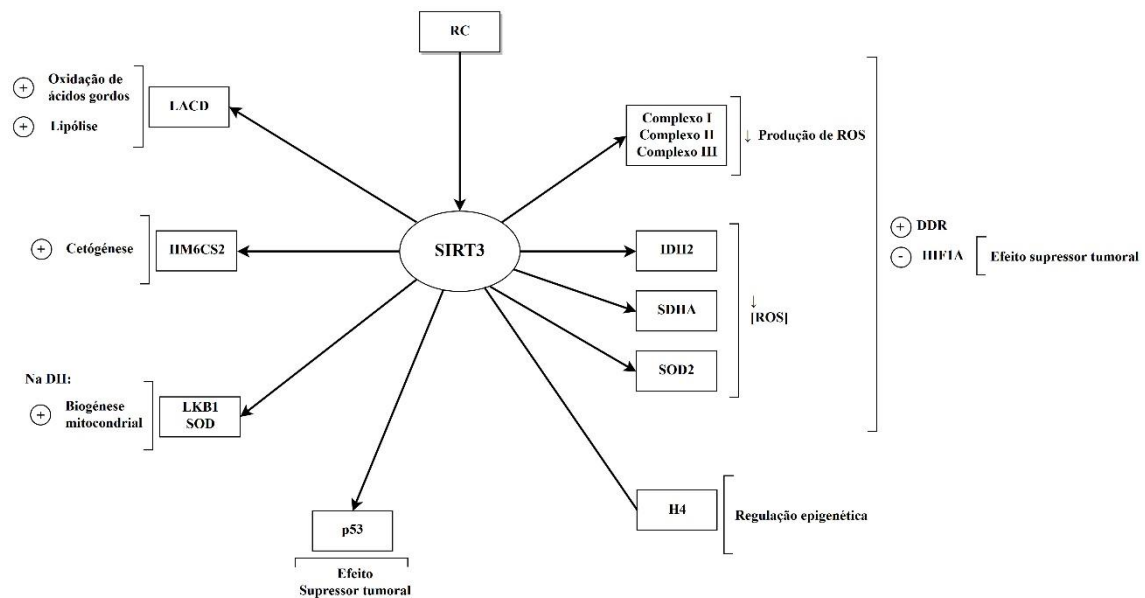 RC
+ Oxidação de
ácidos gordos
+ Lipólise
LACD
Complexo I
Complexo II
Complexo III
↓ Produção de ROS
+ Cetógénese
HM6CS2
SIRT3
IDH2
SDHA
SOD2
↓
[ROS]
+ DDR
- HIF1A
Efeito supressor tumoral
Na DH:
+ Biogénese
mitocondrial
LKB1
SOD
p53
Efeito
Supressor tumoral
H4
Regulação epigenética